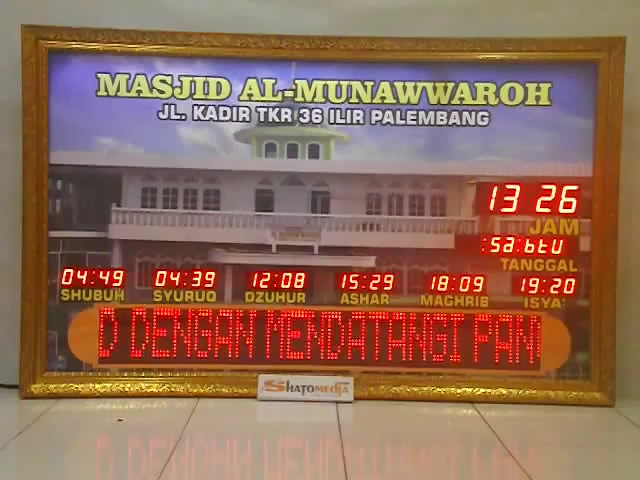 MASJID AL-MUNAWWAROH
JL. KADIR TKR 36 ILIR PALEMBANG
13 26
JAM
:Sabtu
TANGGAL
04:49 04:39 12:08 15:29 18:09 19:20
SHUBUH SYURUQ DZUHUR ASHAR MAGHRIB ISYA'
D DENGAN MENDATANGI PAN
SHATOMEDIA